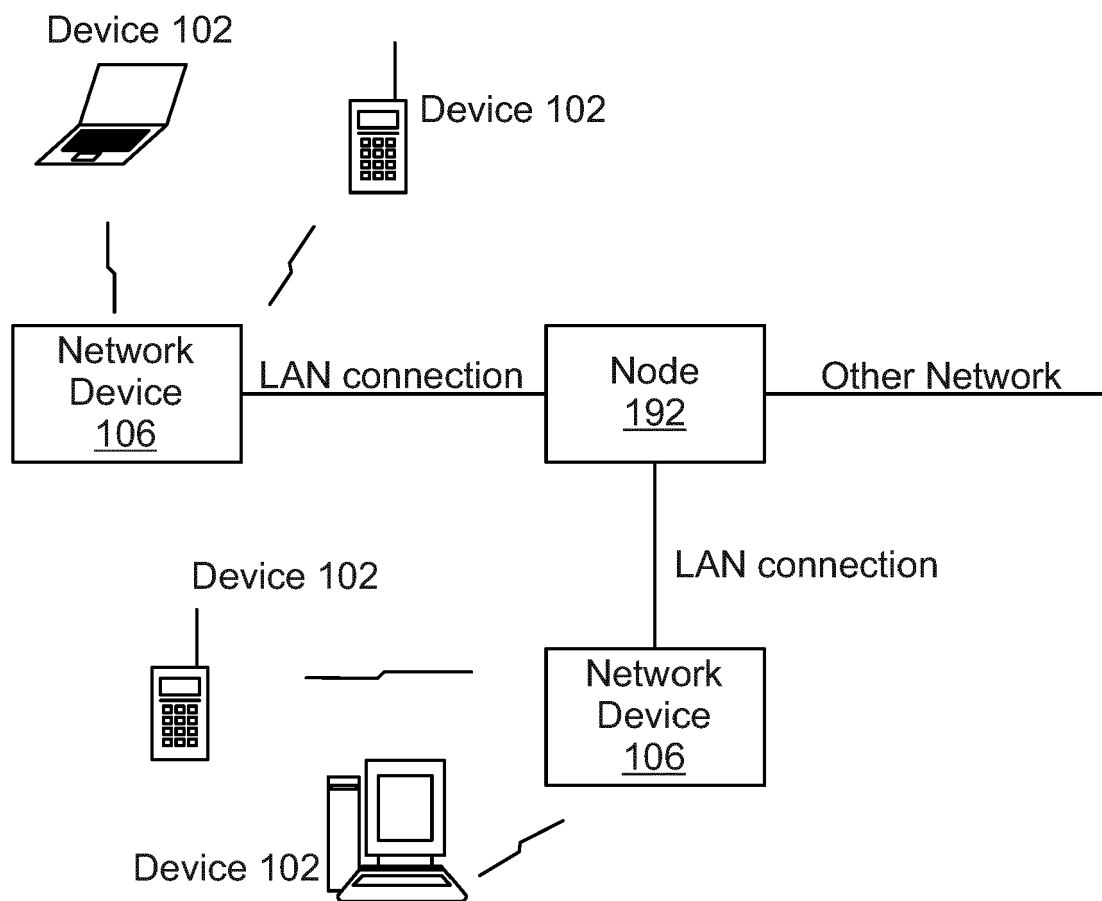 Device 102
Device 102
Network
Device
106
LAN connection
Node
192
Other Network
LAN connection
Device 102
Network
Device
106
Device 102